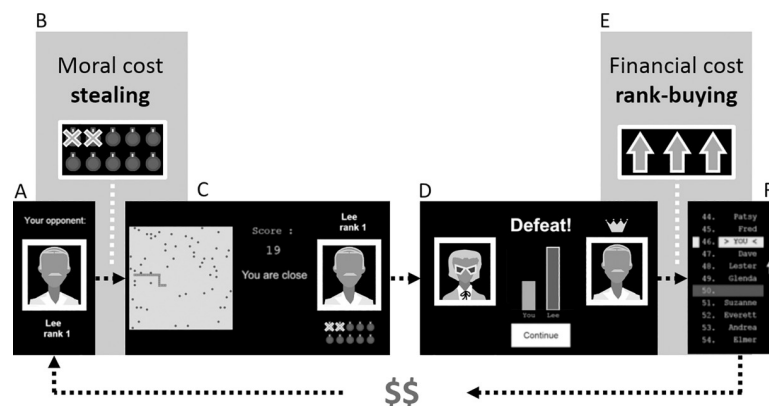 B
Moral cost
stealing
E
Financial cost
rank-buying
A
Your opponent:
Lee
rank 1
C
Score :
19
You are close
Lee
rank 1
D
Defeat!
You Lee
Continue
F
44. Patsy
45. Fred
46. > YOU <
47. Dave
48. Lester
49. Glenda
50.
51. Suzanne
52. Everett
53. Andrea
54. Elmer
$$